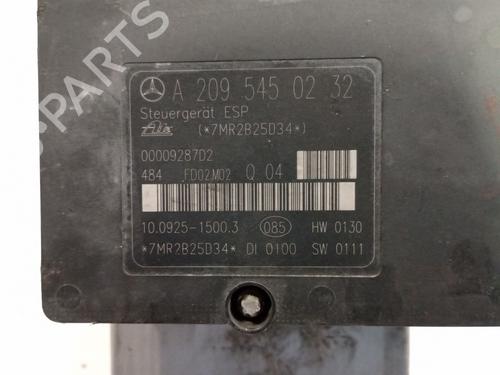 A 209 545 02 32
Steuergerät ESP
Ate (*7MR2B25D34*)
00009287D2
484 FD02M02 Q 04
10.0925-1500.3 085 HW 0130
*7MR2B25D34* DI 0100 SW 0111